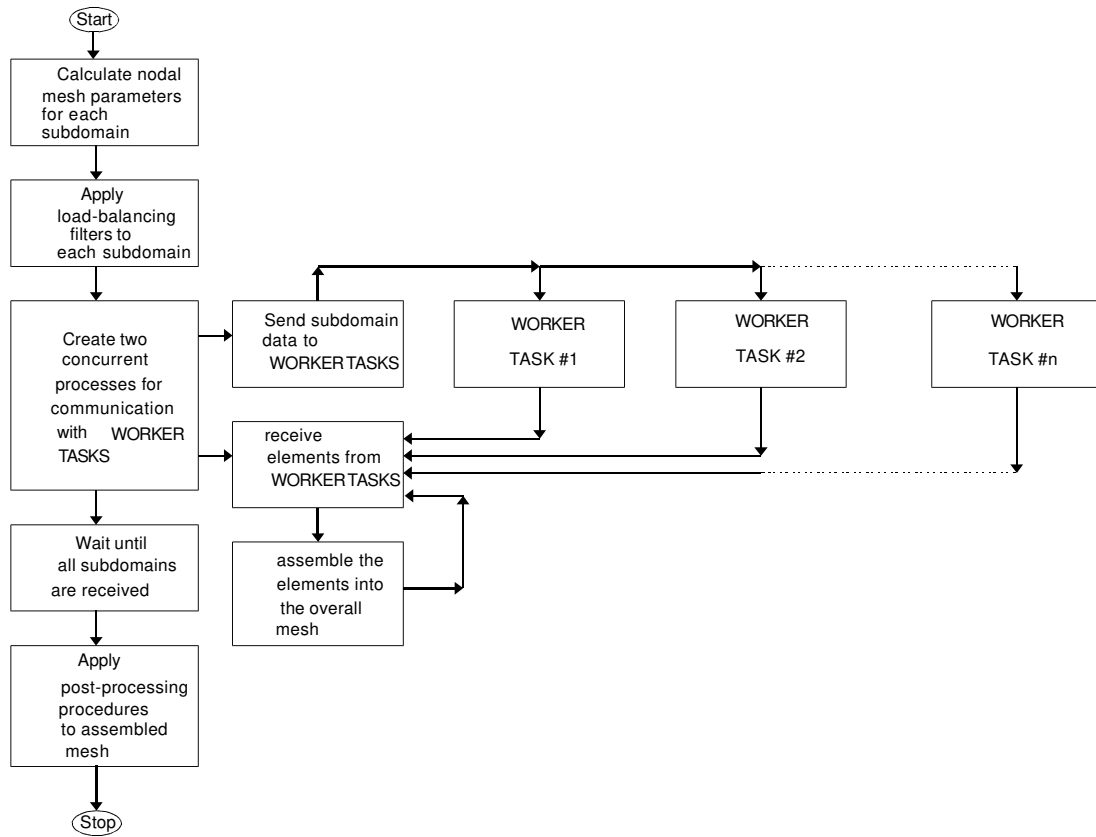 Start
Calculate nodal
mesh parameters
for each
subdomain
Apply
load-balancing
filters to
each subdomain
Create two
concurrent
processes for
communication
with WORKER
TASKS
Send subdomain
data to
WORKER TASKS
WORKER
TASK #1
WORKER
TASK #2
WORKER
TASK #n
receive
elements from
WORKER TASKS
assemble the
elements into
the overall
mesh
Wait until
all subdomains
are received
Apply
post-processing
procedures
to assembled
mesh
Stop